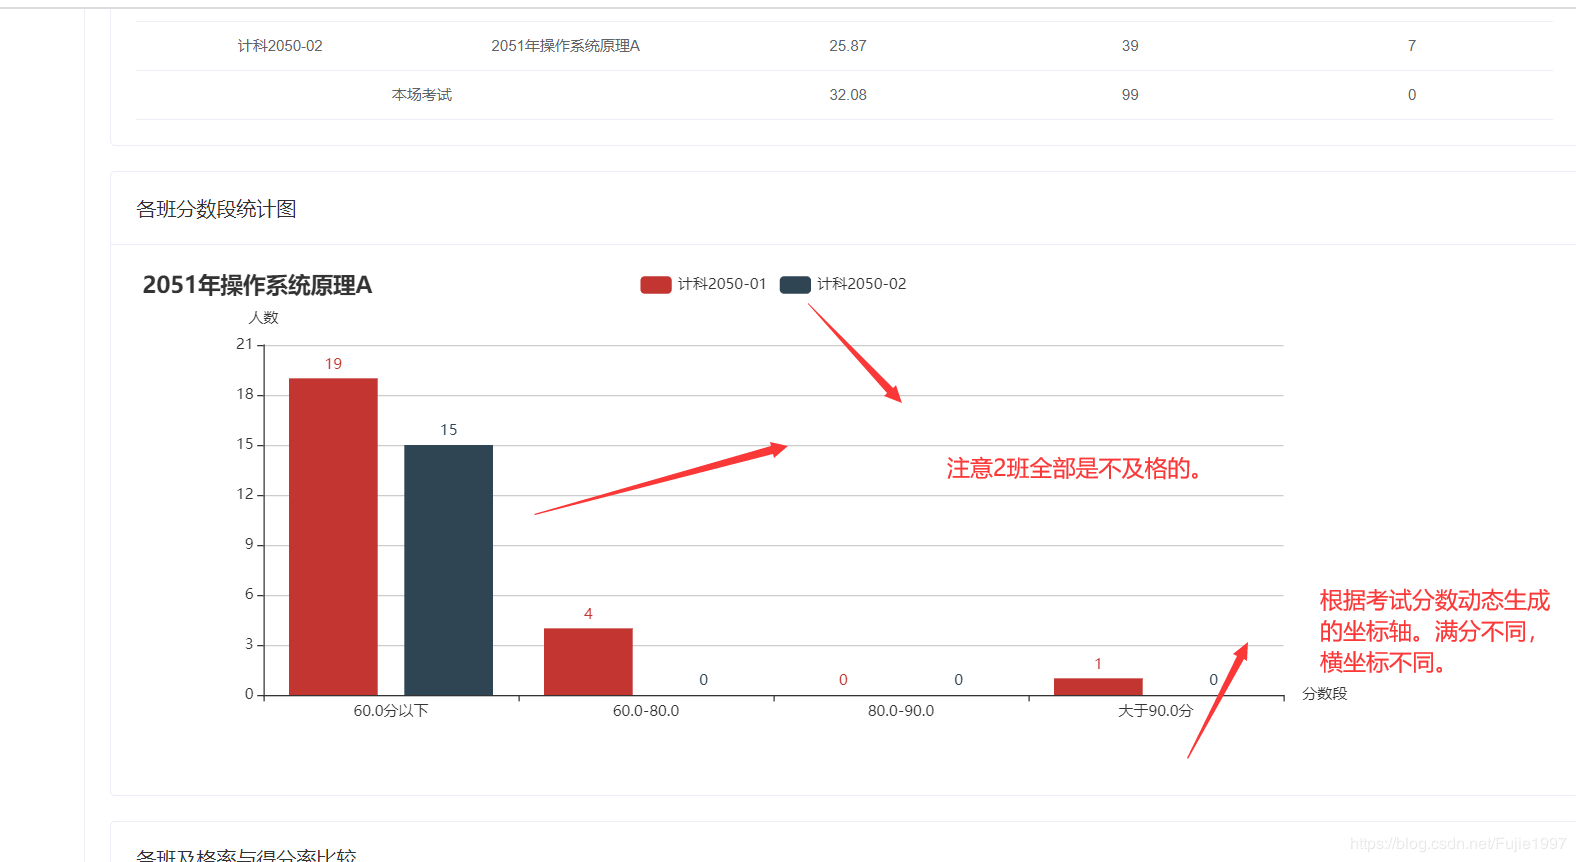 计科2050-02 2051年操作系统原理A 25.87 39 7
本场考试 32.08 99 0
各班分数段统计图
2051年操作系统原理A
计科2050-01 计科2050-02
人数
21
19
18
15
15
注意2班全部是不及格的。
12
9
6
根据考试分数动态生成
的坐标轴。满分不同，
横坐标不同。
4
3
1
0 0 0 0
0
分数段
60.0分以下 60.0-80.0 80.0-90.0 大于90.0分
各班及格率与得分率比较
https://blog.csdn.net/Fujie1997